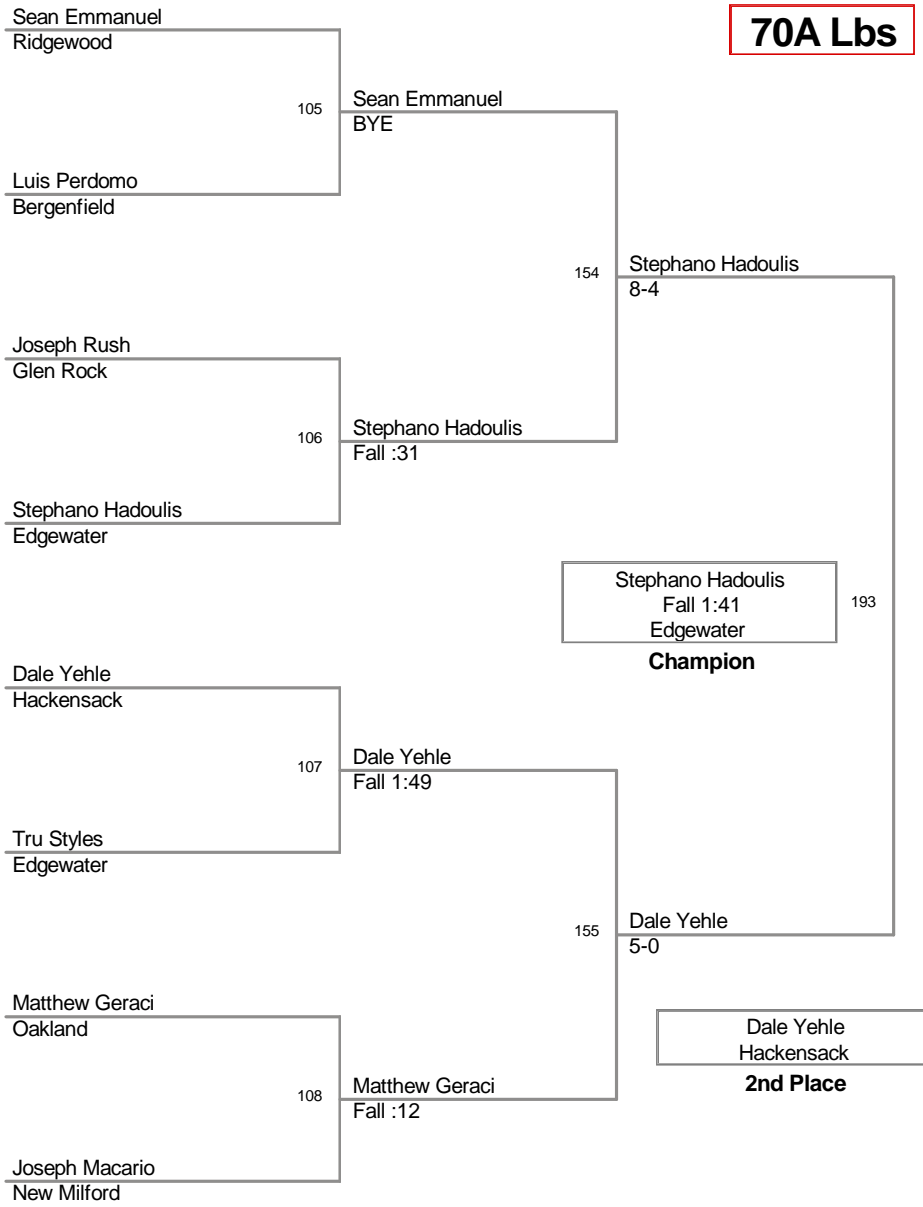 Sean Emmanuel
Ridgewood
70A Lbs
105
Sean Emmanuel
BYE
Luis Perdomo
Bergenfield
154
Stephano Hadoulis
8-4
Joseph Rush
Glen Rock
106
Stephano Hadoulis
Fall :31
Stephano Hadoulis
Edgewater
Stephano Hadoulis
Fall 1:41
Edgewater
193
Champion
Dale Yehle
Hackensack
107
Dale Yehle
Fall 1:49
Tru Styles
Edgewater
155
Dale Yehle
5-0
Matthew Geraci
Oakland
Dale Yehle
Hackensack
2nd Place
108
Matthew Geraci
Fall :12
Joseph Macario
New Milford